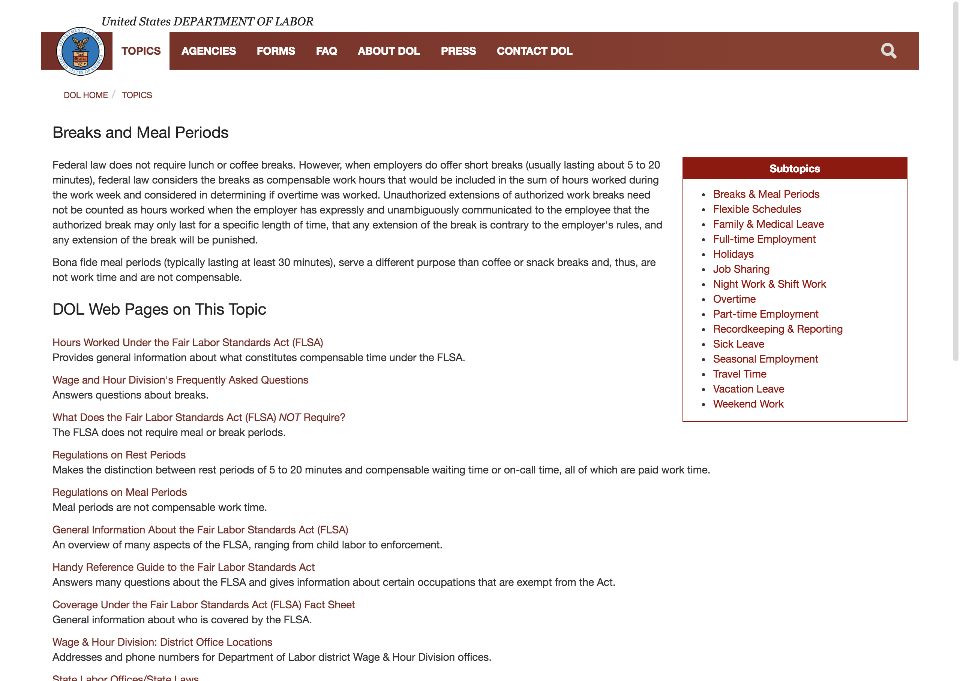 United States DEPARTMENT OF LABOR
TOPICS AGENCIES FORMS FAQ ABOUT DOL PRESS CONTACT DOL
DOL HOME / TOPICS
Breaks and Meal Periods
Federal law does not require lunch or coffee breaks. However, when employers do offer short breaks (usually lasting about 5 to 20
minutes), federal law considers the breaks as compensable work hours that would be included in the sum of hours worked during
the work week and considered in determining if overtime was worked. Unauthorized extensions of authorized work breaks need
not be counted as hours worked when the employer has expressly and unambiguously communicated to the employee that the
authorized break may only last for a specific length of time, that any extension of the break is contrary to the employer's rules, and
any extension of the break will be punished.
Bona fide meal periods (typically lasting at least 30 minutes), serve a different purpose than coffee or snack breaks and, thus, are
not work time and are not compensable.
DOL Web Pages on This Topic
Hours Worked Under the Fair Labor Standards Act (FLSA)
Provides general information about what constitutes compensable time under the FLSA.
Wage and Hour Division's Frequently Asked Questions
Answers questions about breaks.
What Does the Fair Labor Standards Act (FLSA) NOT Require?
The FLSA does not require meal or break periods.
Regulations on Rest Periods
Makes the distinction between rest periods of 5 to 20 minutes and compensable waiting time or on-call time, all of which are paid work time.
Regulations on Meal Periods
Meal periods are not compensable work time.
General Information About the Fair Labor Standards Act (FLSA)
An overview of many aspects of the FLSA, ranging from child labor to enforcement.
Handy Reference Guide to the Fair Labor Standards Act
Answers many questions about the FLSA and gives information about certain occupations that are exempt from the Act.
Coverage Under the Fair Labor Standards Act (FLSA) Fact Sheet
General information about who is covered by the FLSA.
Wage & Hour Division: District Office Locations
Addresses and phone numbers for Department of Labor district Wage & Hour Division offices.
State Labor Offices/State Laws
Subtopics
Breaks & Meal Periods
Flexible Schedules
Family & Medical Leave
Full-time Employment
Holidays
Job Sharing
Night Work & Shift Work
Overtime
Part-time Employment
Recordkeeping & Reporting
Sick Leave
Seasonal Employment
Travel Time
Vacation Leave
Weekend Work